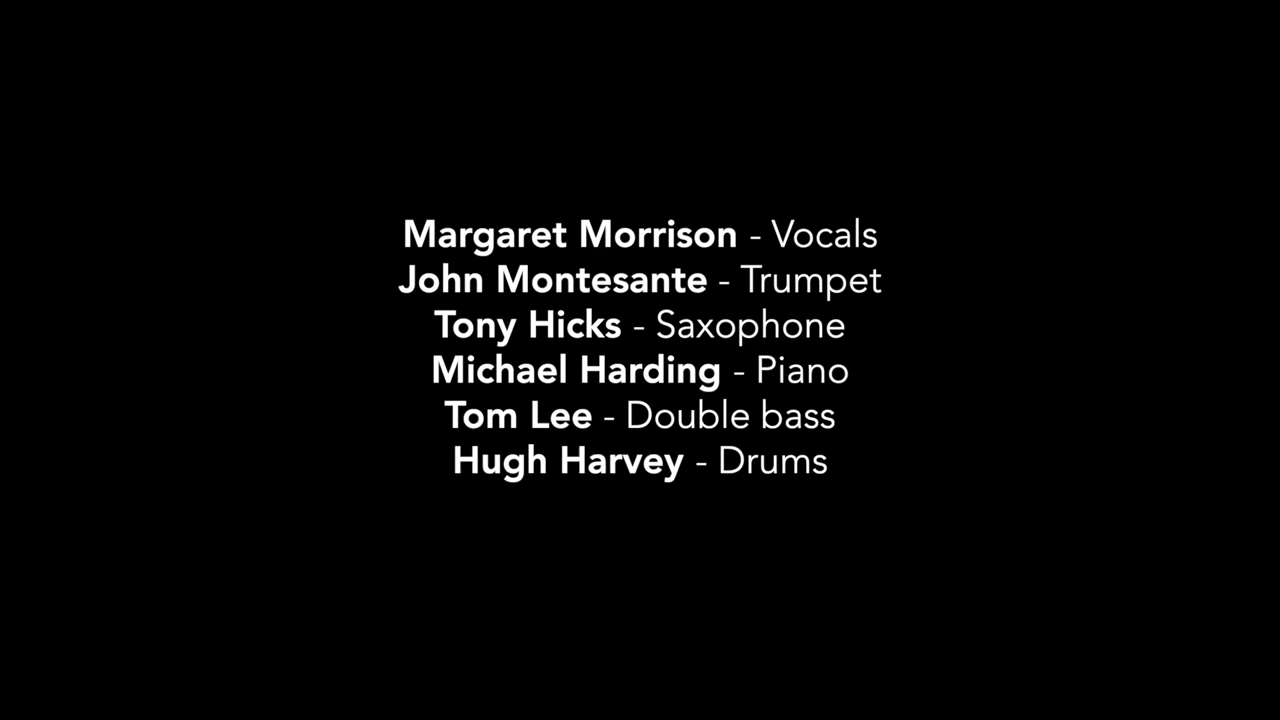 Margaret Morrison - Vocals
John Montesante - Trumpet
Tony Hicks - Saxophone
Michael Harding - Piano
Tom Lee - Double bass
Hugh Harvey - Drums